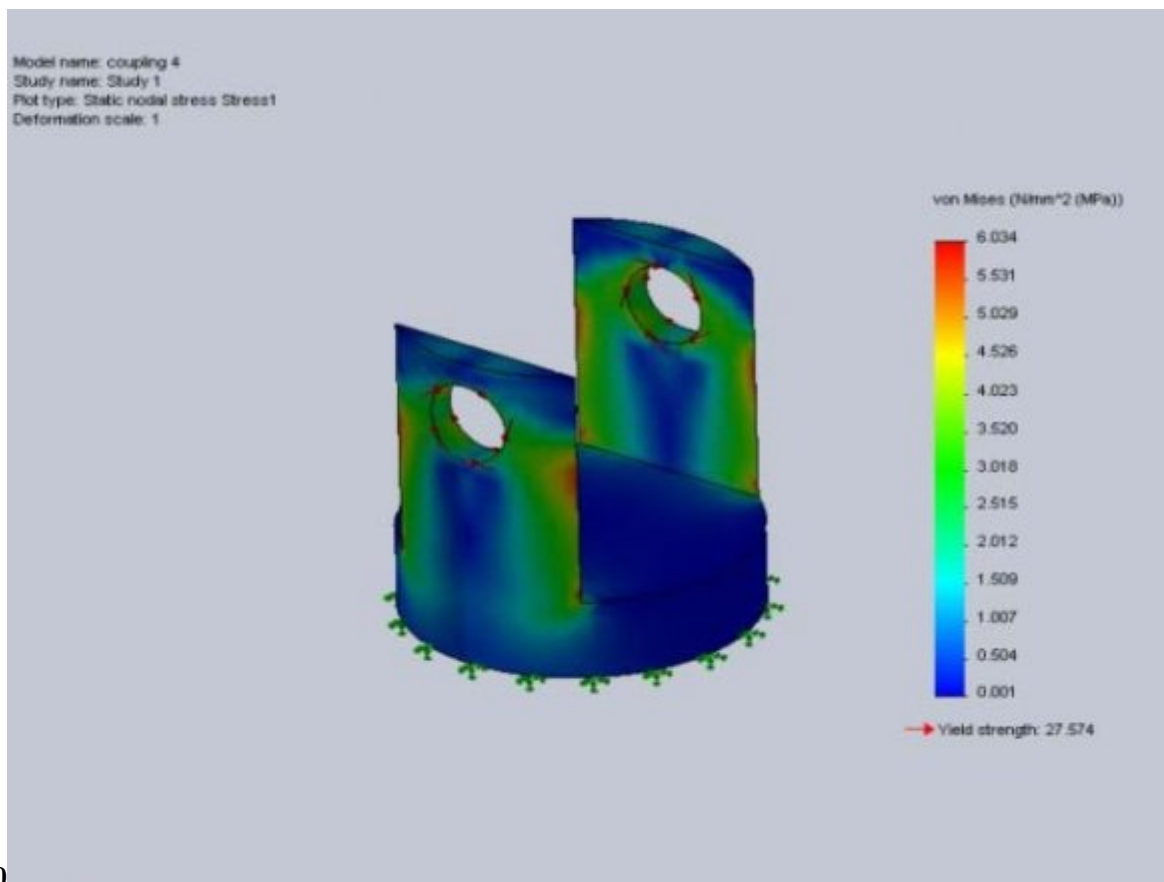 Model name: coupling 4
Study name: Study 1
Plot type: Static nodal stress Stress1
Deformation scale: 1
von Mises (N/mm^2 (MPa))
6.034
5.531
5.029
4.526
4.023
3.520
3.018
2.515
2.012
1.509
1.007
0.504
0.001
Yield strength: 27.574